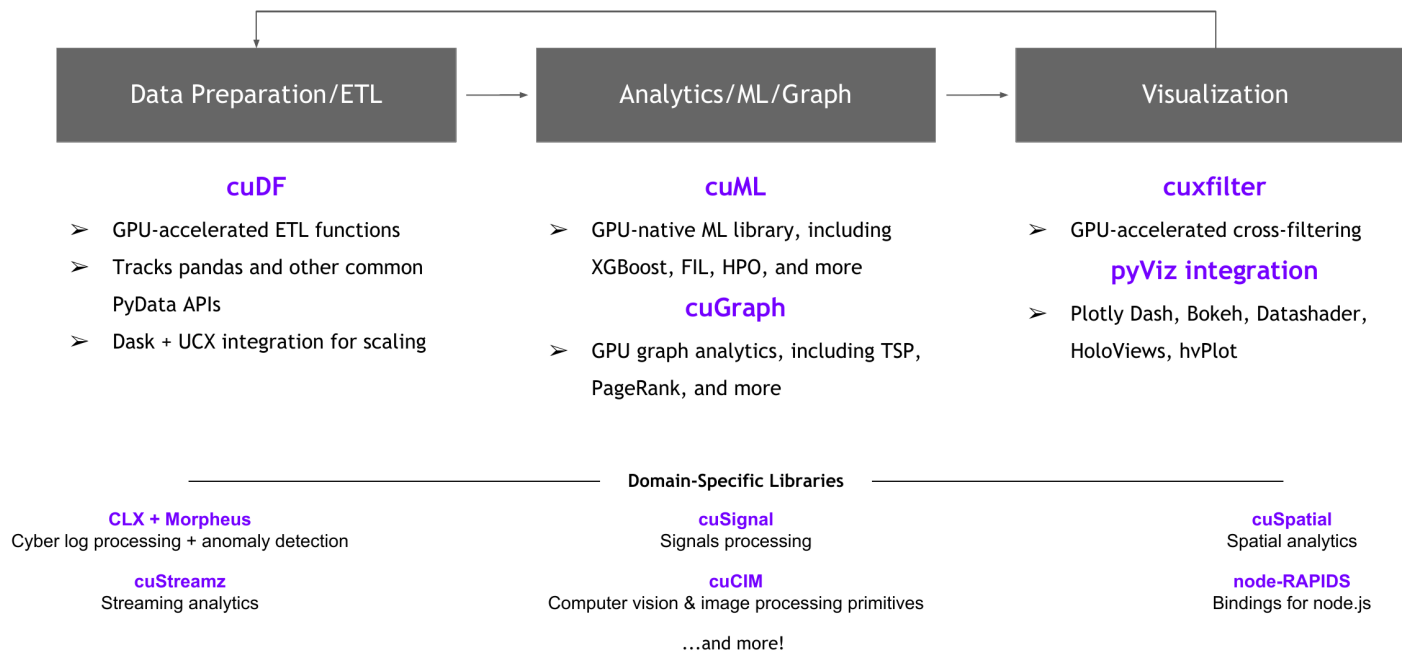 Data Preparation/ETL
Analytics/ML/Graph
Visualization
cuDF
➢ GPU-accelerated ETL functions
➢ Tracks pandas and other common
PyData APIs
➢ Dask + UCX integration for scaling
cuML
➢ GPU-native ML library, including
XGBoost, FIL, HPO, and more
cuGraph
➢ GPU graph analytics, including TSP,
PageRank, and more
cuxfilter
➢ GPU-accelerated cross-filtering
pyViz integration
➢ Plotly Dash, Bokeh, Datashader,
HoloViews, hvPlot
Domain-Specific Libraries
CLX + Morpheus
Cyber log processing + anomaly detection
cuSignal
Signals processing
cuSpatial
Spatial analytics
cuStreamz
Streaming analytics
cuCIM
Computer vision & image processing primitives
node-RAPIDS
Bindings for node.js
...and more!